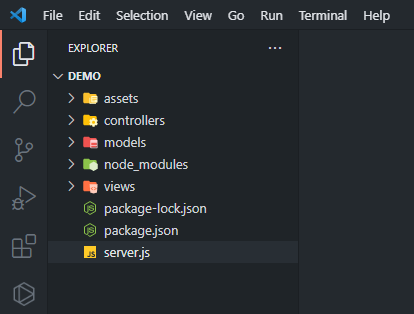 File Edit Selection View Go Run Terminal Help
EXPLORER
DEMO
assets
controllers
models
node_modules
views
package-lock.json
package.json
JS server.js